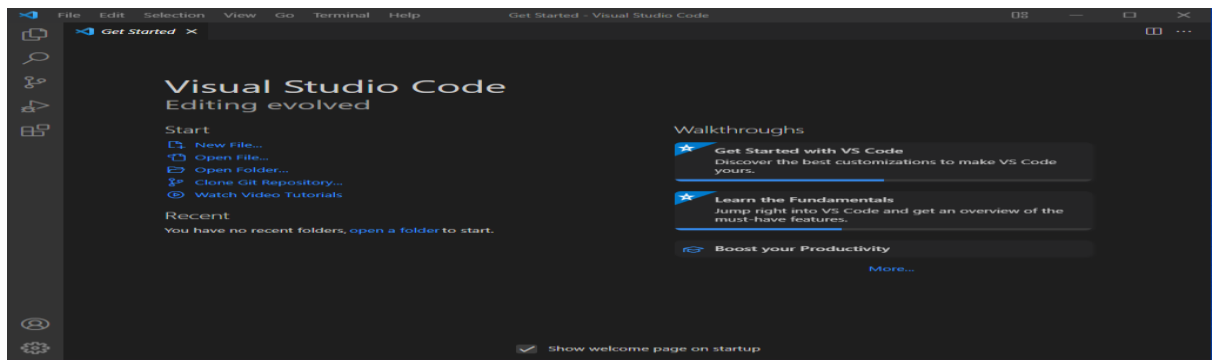 File Edit Selection View Go Terminal Help Get Started - Visual Studio Code
Get Started
Visual Studio Code
Editing evolved
Start
New File...
Open File...
Open Folder...
Clone Git Repository...
Watch Video Tutorials
Recent
You have no recent folders, open a folder to start.
Walkthroughs
Get Started with VS Code
Discover the best customizations to make VS Code
yours.
Learn the Fundamentals
Jump right into VS Code and get an overview of the
must-have features.
Boost your Productivity
More...
Show welcome page on startup